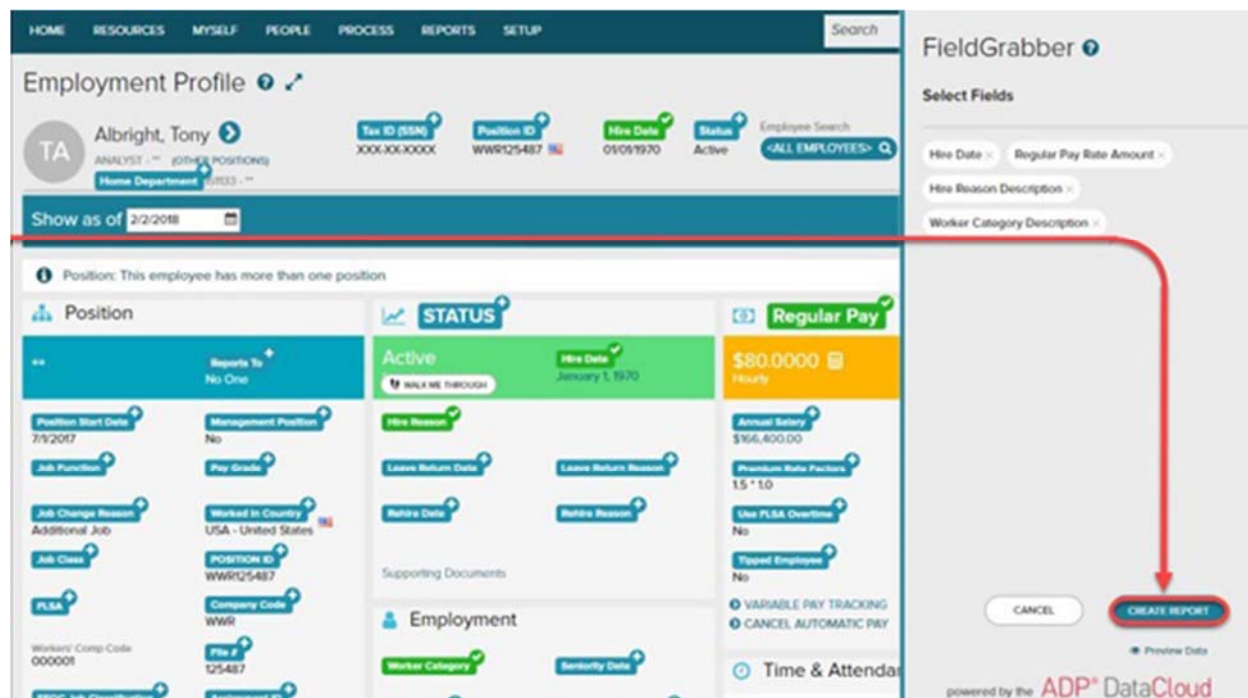 HOME RESOURCES MYSELF PEOPLE PROCESS REPORTS SETUP Search
Employment Profile ?
TA
Albright, Tony
ANALYST - " (OTHER POSITIONS)
Home Department 151133 - "
Tax ID (SSN) Position ID Hire Date Status Employee Search
XXX-XX-XXXX WWR125487 01/01/1970 Active <ALL EMPLOYEES>
Show as of 2/2/2018
Position: This employee has more than one position
Position
Reports To
No One
Position Start Date Management Position
7/1/2017 No
Job Function Pay Grade
Job Change Reason Worked In Country
Additional Job USA - United States
Job Class POSITION ID
WWR125487
FLSA Company Code
WWR
Workers' Comp Code File #
000001 125487
EEOC Job Classification Assignment ID
STATUS
Active Hire Date
WALK ME THROUGH January 1, 1970
Hire Reason
Leave Return Date Leave Return Reason
Rehire Date Rehire Reason
Supporting Documents
Employment
Worker Category Seniority Date
Regular Pay
$80.0000
Hourly
Annual Salary
$166,400.00
Premium Rate Factors
1.5 * 1.0
Use FLSA Overtime
No
Tipped Employee
No
VARIABLE PAY TRACKING
CANCEL AUTOMATIC PAY
Time & Attendan
FieldGrabber ?
Select Fields
Hire Date × Regular Pay Rate Amount ×
Hire Reason Description ×
Worker Category Description ×
CANCEL CREATE REPORT
Preview Data
powered by the ADP® DataCloud